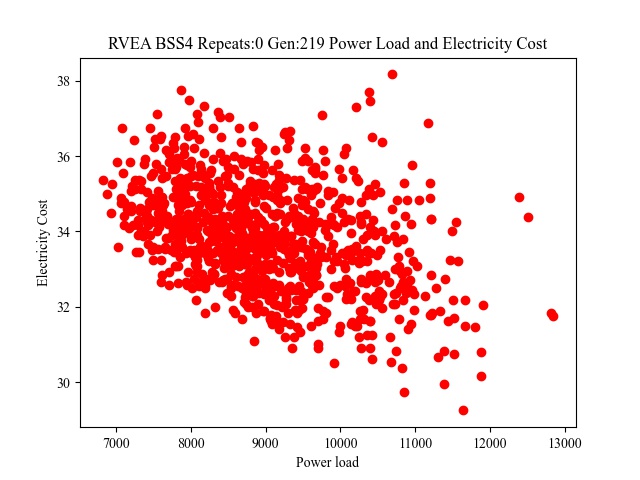 RVEA BSS4 Repeats:0 Gen:219 Power Load and Electricity Cost
38
36
34
32
30
Electricity Cost
7000 8000 9000 10000 11000 12000 13000
Power load